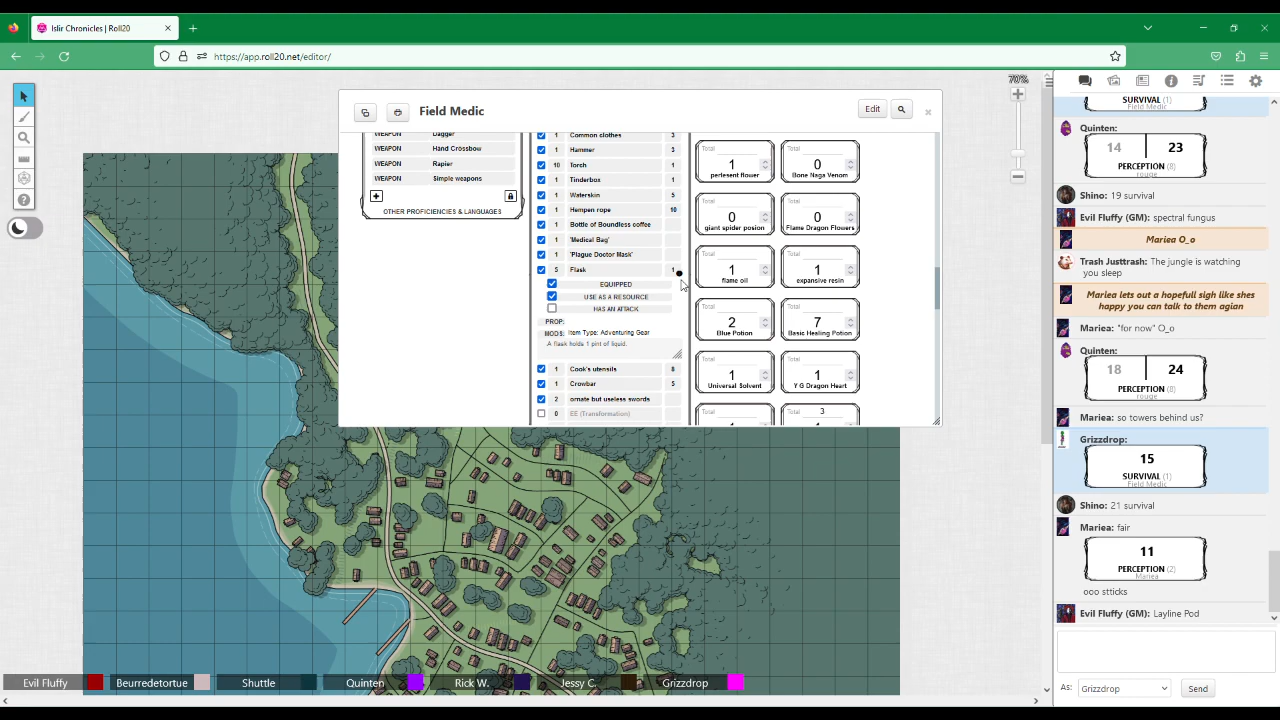 Islir Chronicles | Roll20
https://app.roll20.net/editor/
70%
Field Medic
Edit
WEAPON Dagger
WEAPON Hand Crossbow
WEAPON Rapier
WEAPON Simple weapons
OTHER PROFICIENCIES & LANGUAGES
1 Common clothes 3
1 Hammer 3
10 Torch 1
1 Tinderbox 1
1 Waterskin 5
1 Hempen rope 10
1 Bottle of Boundless coffee
1 'Medical Bag'
1 'Plague Doctor Mask'
5 Flask 1
EQUIPPED
USE AS A RESOURCE
HAS AN ATTACK
PROP:
MODS: Item Type: Adventuring Gear
A flask holds 1 pint of liquid.
1 Cook's utensils 8
1 Crowbar 5
2 ornate but useless swords
0 EE (Transformation)
Total
1
perlesent flower
Total
0
Bone Naga Venom
Total
0
giant spider posion
Total
0
Flame Dragon Flowers
Total
1
flame oil
Total
1
expansive resin
Total
2
Blue Potion
Total
7
Basic Healing Potion
Total
1
Universal Solvent
Total
1
Y G Dragon Heart
Total
Total
3
SURVIVAL (1)
Field Medic
Quinten:
14 23
PERCEPTION (8)
rouge
Shino: 19 survival
Evil Fluffy (GM): spectral fungus
Mariea O_o
Trash Justtrash: The jungle is watching
you sleep
Mariea lets out a hopefull sigh like shes
happy you can talk to them agian
Mariea: "for now" O_o
Quinten:
18 24
PERCEPTION (8)
rouge
Mariea: so towers behind us?
Grizzdrop:
15
SURVIVAL (1)
Field Medic
Shino: 21 survival
Mariea: fair
11
PERCEPTION (2)
Mariea
ooo stticks
Evil Fluffy (GM): Layline Pod
As: Grizzdrop Send
Evil Fluffy Beurredetortue Shuttle Quinten Rick W. Jessy C. Grizzdrop